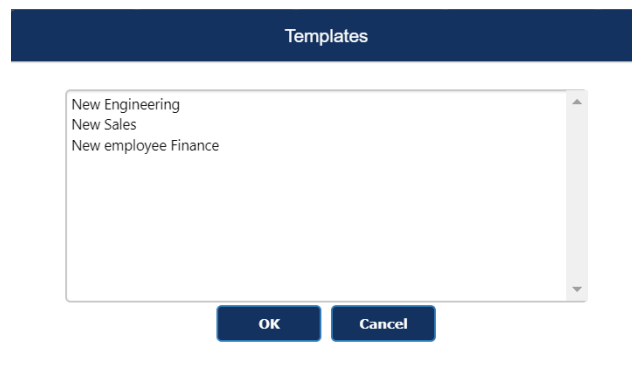 Templates
New Engineering
New Sales
New employee Finance
OK Cancel